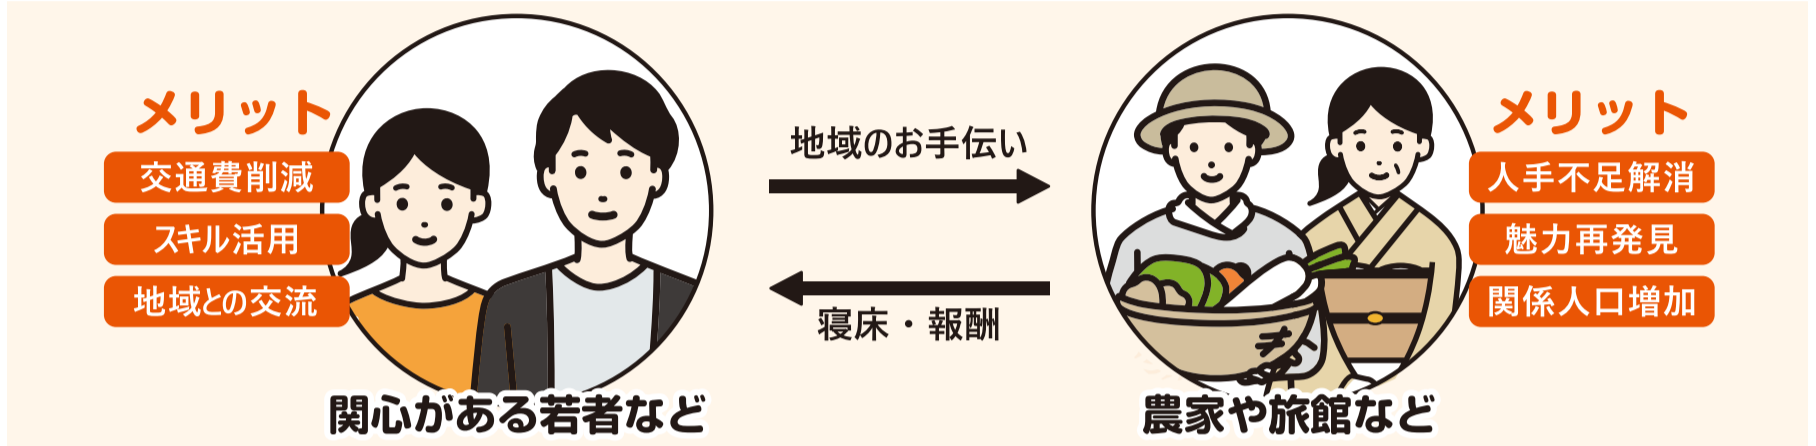 メリット
交通費削減
スキル活用
地域との交流
関心がある若者など
地域のお手伝い
寝床・報酬
メリット
人手不足解消
魅力再発見
関係人口増加
農家や旅館など